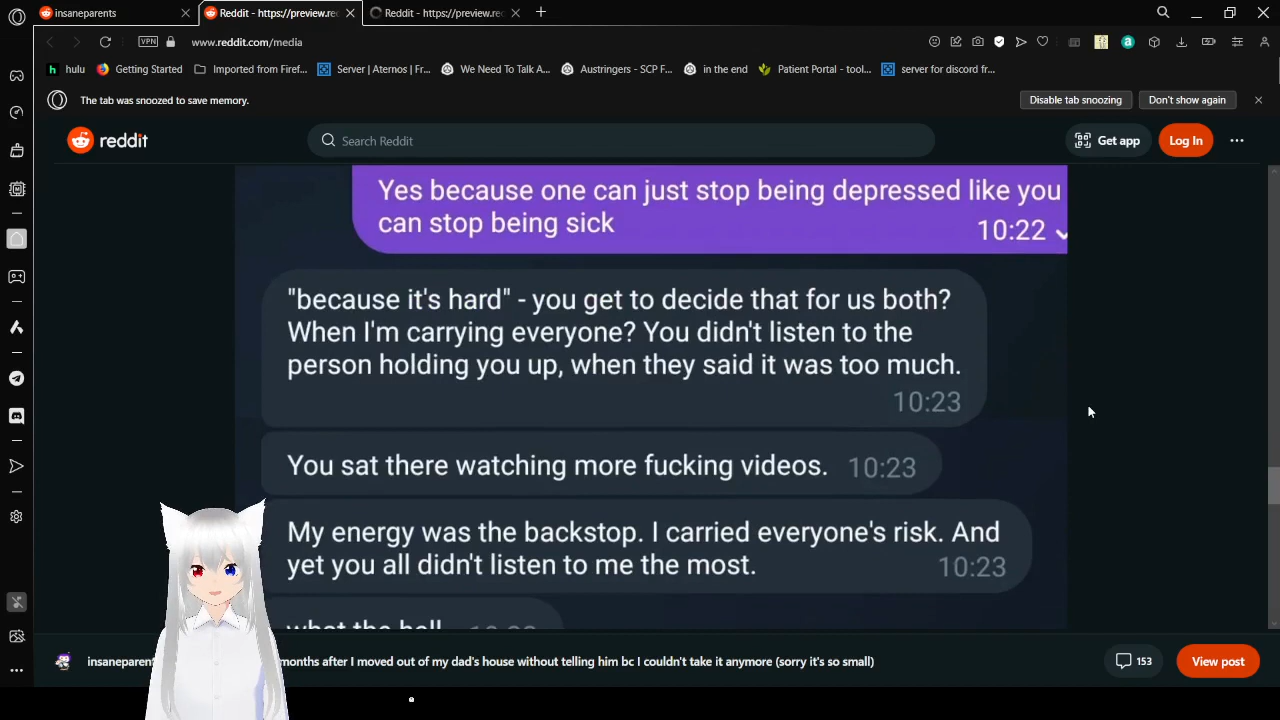 insaneparents
Reddit - https://preview.rec
Reddit - https://preview.rec
VPN
www.reddit.com/media
hulu
Getting Started
Imported from Firef...
Server | Aternos | Fr...
We Need To Talk A...
Austringers - SCP F...
in the end
Patient Portal - tool...
server for discord fr...
The tab was snoozed to save memory.
Disable tab snoozing
Don't show again
reddit
Search Reddit
Get app
Log In
Yes because one can just stop being depressed like you
can stop being sick
10:22
"because it's hard" - you get to decide that for us both?
When I'm carrying everyone? You didn't listen to the
person holding you up, when they said it was too much.
10:23
You sat there watching more fucking videos. 10:23
My energy was the backstop. I carried everyone's risk. And
yet you all didn't listen to me the most.
10:23
what the hell
insaneparen
months after I moved out of my dad's house without telling him bc I couldn't take it anymore (sorry it's so small)
153
View post